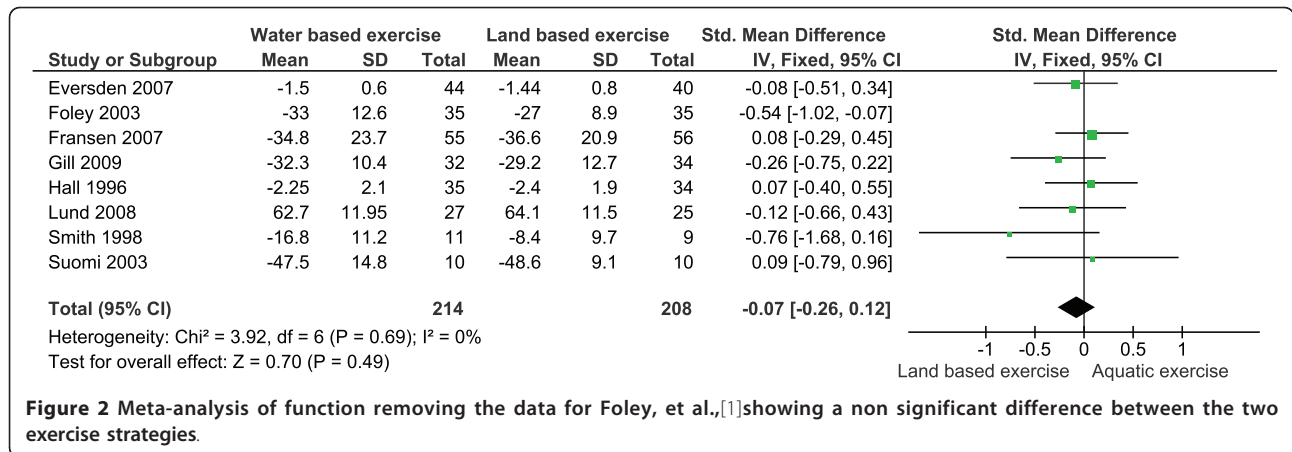 Water based exercise Land based exercise Std. Mean Difference Std. Mean Difference
Study or Subgroup Mean SD Total Mean SD Total IV, Fixed, 95% CI IV, Fixed, 95% CI
Eversden 2007 -1.5 0.6 44 -1.44 0.8 40 -0.08 [-0.51, 0.34]
Foley 2003 -33 12.6 35 -27 8.9 35 -0.54 [-1.02, -0.07]
Fransen 2007 -34.8 23.7 55 -36.6 20.9 56 0.08 [-0.29, 0.45]
Gill 2009 -32.3 10.4 32 -29.2 12.7 34 -0.26 [-0.75, 0.22]
Hall 1996 -2.25 2.1 35 -2.4 1.9 34 0.07 [-0.40, 0.55]
Lund 2008 62.7 11.95 27 64.1 11.5 25 -0.12 [-0.66, 0.43]
Smith 1998 -16.8 11.2 11 -8.4 9.7 9 -0.76 [-1.68, 0.16]
Suomi 2003 -47.5 14.8 10 -48.6 9.1 10 0.09 [-0.79, 0.96]
Total (95% CI) 214 208 -0.07 [-0.26, 0.12]
Heterogeneity: Chi² = 3.92, df = 6 (P = 0.69); I² = 0%
Test for overall effect: Z = 0.70 (P = 0.49)
-1 -0.5 0 0.5 1
Land based exercise Aquatic exercise
Figure 2 Meta-analysis of function removing the data for Foley, et al.,[1]showing a non significant difference between the two
exercise strategies.